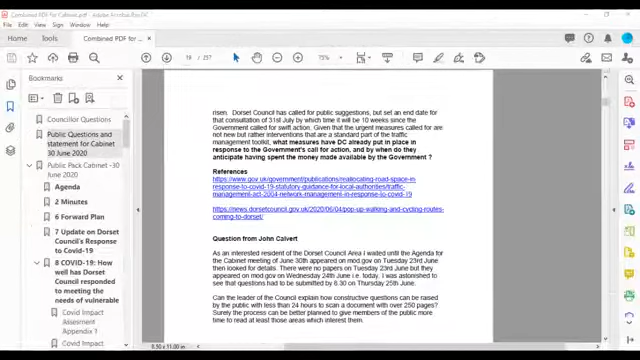 Combined PDF for Cabinet.pdf - Adobe Acrobat Pro DC
File Edit View Sign Window Help
Home Tools Combined PDF for ... ×
19 / 257
75%
Bookmarks ×
Councillor Questions
Public Questions and
statement for Cabinet
30 June 2020
Public Pack Cabinet -30
June 2020
Agenda
2 Minutes
6 Forward Plan
7 Update on Dorset
Council's Response
to Covid-19
8 COVID-19: How
well has Dorset
Council responded
to meeting the
needs of vulnerable
Covid Impact
Assesment
Appendix ?
Covid Impact
risen. Dorset Council has called for public suggestions, but set an end date for
that consultation of 31st July by which time it will be 10 weeks since the
Government called for swift action. Given that the urgent measures called for are
not new but rather interventions that are a standard part of the traffic
management toolkit, what measures have DC already put in place in
response to the Government's call for action, and by when do they
anticipate having spent the money made available by the Government ?
References
https://www.gov.uk/government/publications/reallocating-road-space-in-
response-to-covid-19-statutory-guidance-for-local-authorities/traffic-
management-act-2004-network-management-in-response-to-covid-19
https://news.dorsetcouncil.gov.uk/2020/06/04/pop-up-walking-and-cycling-routes-
coming-to-dorset/
Question from John Calvert
As an interested resident of the Dorset Council Area I waited until the Agenda for
the Cabinet meeting of June 30th appeared on mod gov on Tuesday 23rd June
then looked for details. There were no papers on Tuesday 23rd June but they
appeared on mod gov on Wednesday 24th June i.e. today. I was astonished to
see that questions had to be submitted by 8.30 on Thursday 25th June.
Can the leader of the Council explain how constructive questions can be raised
by the public with less than 24 hours to scan a document with over 250 pages?
Surely the process can be better planned to give members of the public more
time to read at least those areas which interest them.
8.50 x 11.00 in